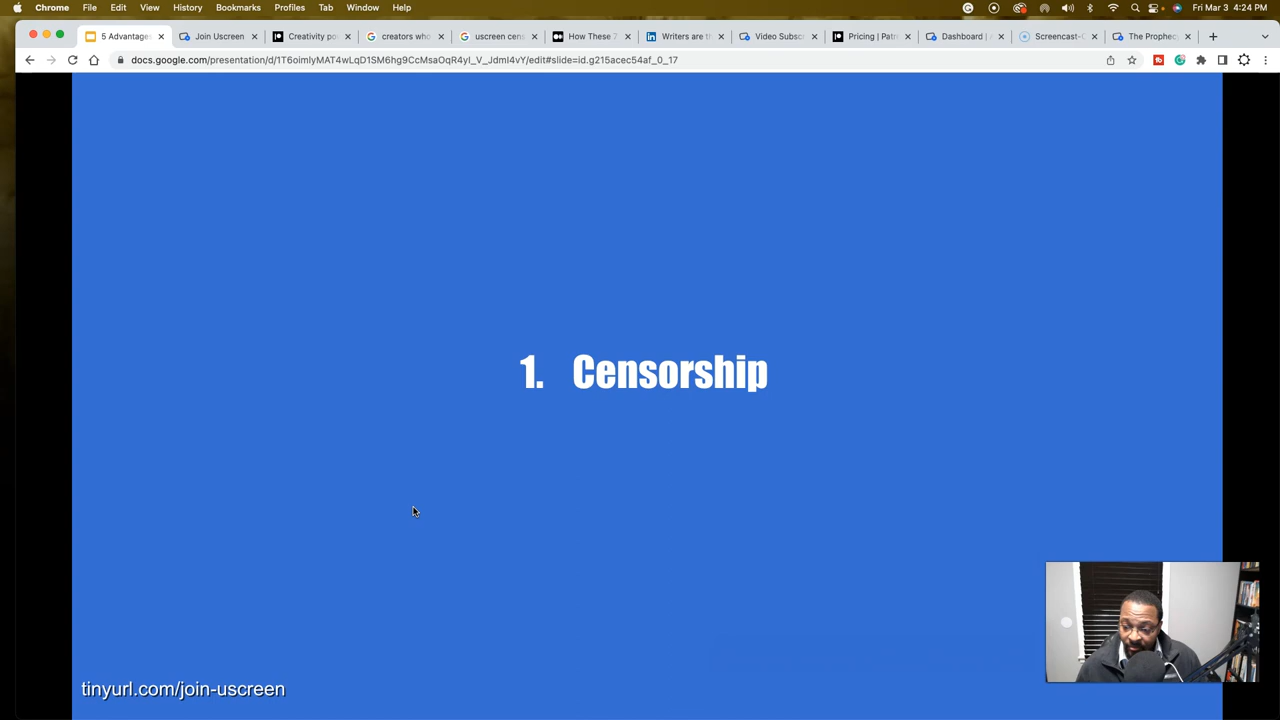 Chrome File Edit View History Bookmarks Profiles Tab Window Help Fri Mar 3 4:24 PM
5 Advantages Join Uscreen Creativity po creators who uscreen cens How These 7 Writers are th Video Subsc Pricing | Patr Dashboard | Screencast-O The Prophec
docs.google.com/presentation/d/1T6oimlyMAT4wLqD1SM6hg9CcMsaOqR4yI_V_Jdml4vY/edit#slide=id.g215acec54af_0_17
1. Censorship
tinyurl.com/join-uscreen